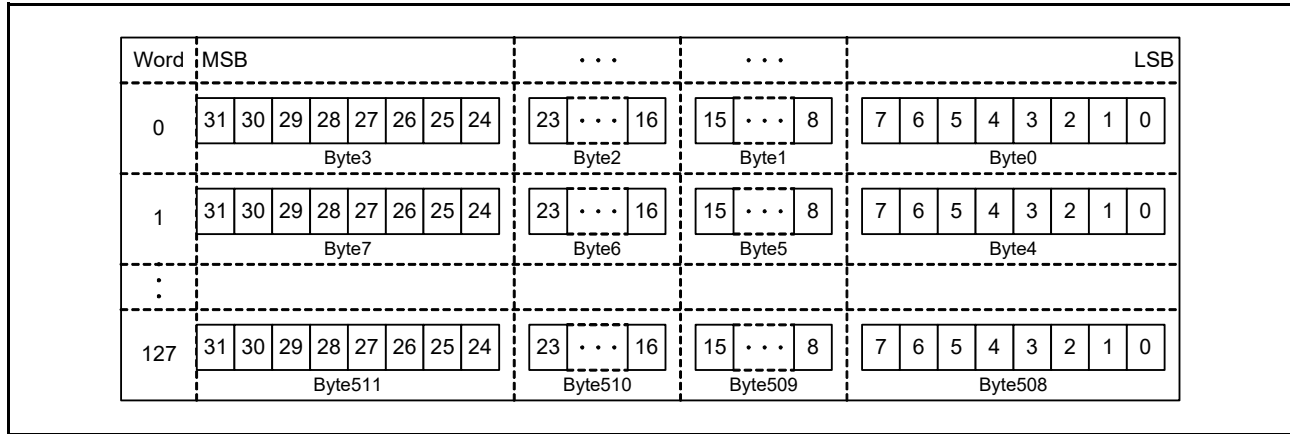 Word MSB · · · · · · LSB
0 31 30 29 28 27 26 25 24 23 · · · 16 15 · · · 8 7 6 5 4 3 2 1 0
Byte3 Byte2 Byte1 Byte0
1 31 30 29 28 27 26 25 24 23 · · · 16 15 · · · 8 7 6 5 4 3 2 1 0
Byte7 Byte6 Byte5 Byte4
· · ·
127 31 30 29 28 27 26 25 24 23 · · · 16 15 · · · 8 7 6 5 4 3 2 1 0
Byte511 Byte510 Byte509 Byte508